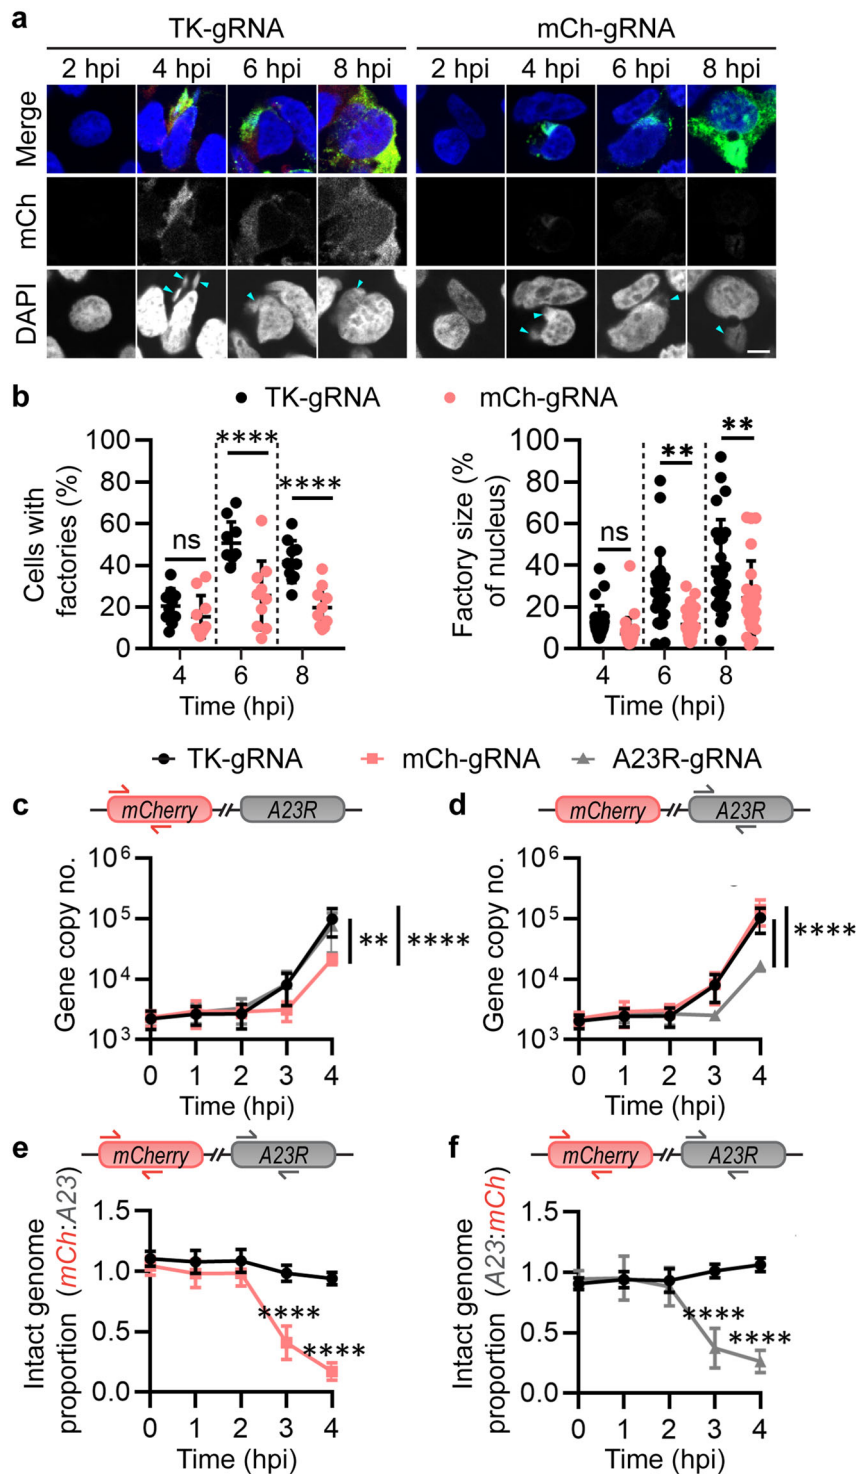 a
TK-gRNA mCh-gRNA
2 hpi 4 hpi 6 hpi 8 hpi 2 hpi 4 hpi 6 hpi 8 hpi
Merge
mCh
DAPI
b
TK-gRNA mCh-gRNA
Cells with factories (%)
100
80
60
40
20
0
ns
****
****
4 6 8
Time (hpi)
Factory size (% of nucleus)
100
80
60
40
20
0
ns
**
**
4 6 8
Time (hpi)
TK-gRNA mCh-gRNA A23R-gRNA
c
mCherry // A23R
Gene copy no.
10⁶
10⁵
10⁴
10³
** ****
0 1 2 3 4
Time (hpi)
d
mCherry // A23R
Gene copy no.
10⁶
10⁵
10⁴
10³
****
0 1 2 3 4
Time (hpi)
e
mCherry // A23R
Intact genome proportion (mCh:A23)
1.5
1.0
0.5
0.0
****
****
0 1 2 3 4
Time (hpi)
f
mCherry // A23R
Intact genome proportion (A23:mCh)
1.5
1.0
0.5
0.0
****
****
0 1 2 3 4
Time (hpi)